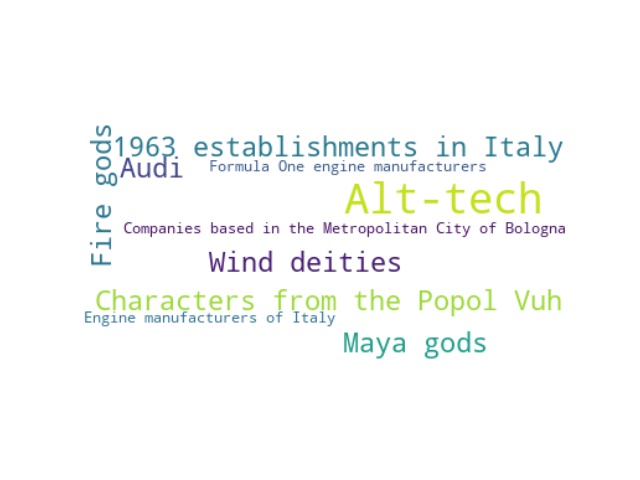 Fire gods
1963 establishments in Italy
Audi
Formula One engine manufacturers
Alt-tech
Companies based in the Metropolitan City of Bologna
Wind deities
Characters from the Popol Vuh
Engine manufacturers of Italy
Maya gods